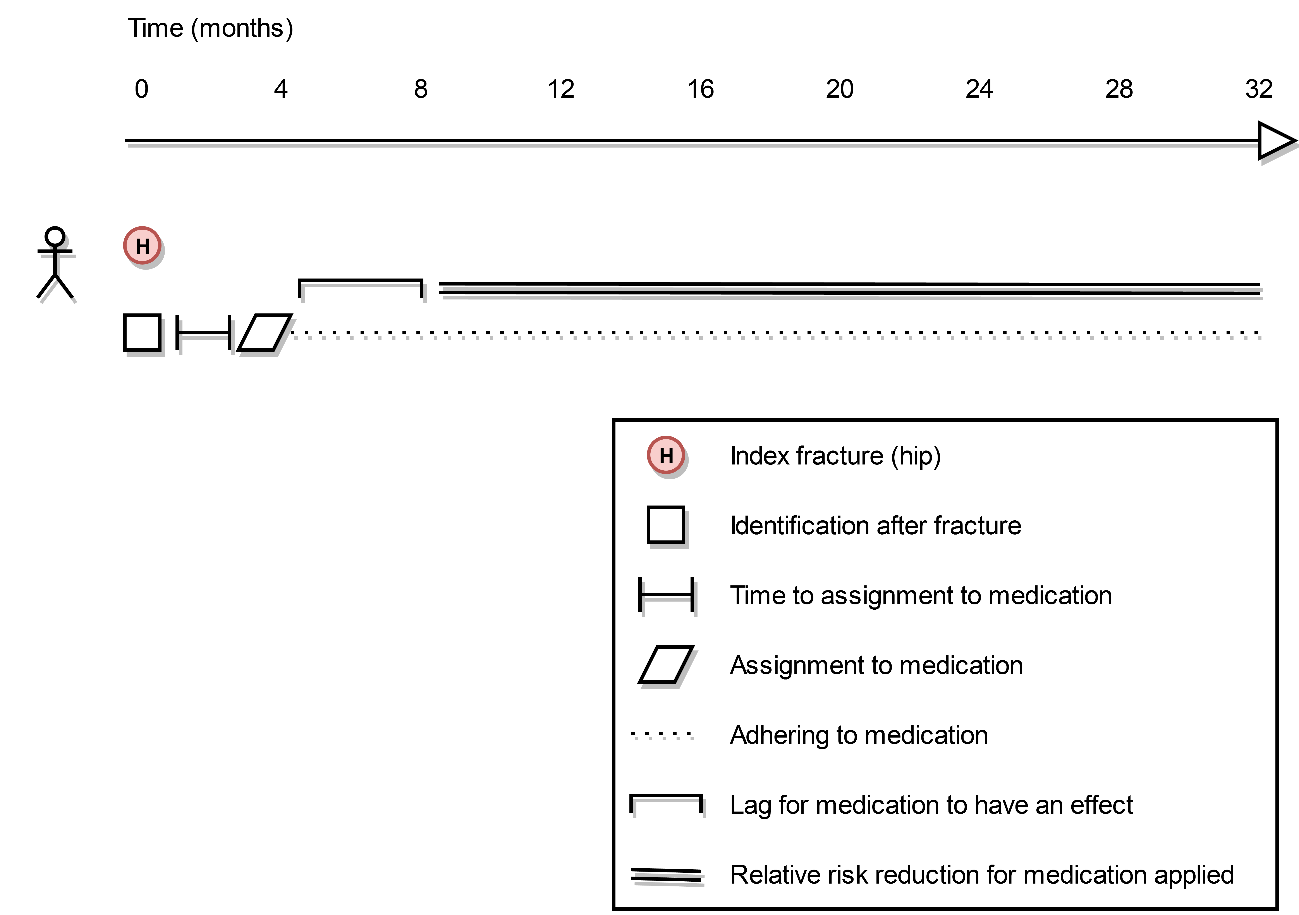 Time (months)
0 4 8 12 16 20 24 28 32
H
H Index fracture (hip)
Identification after fracture
Time to assignment to medication
Assignment to medication
Adhering to medication
Lag for medication to have an effect
Relative risk reduction for medication applied